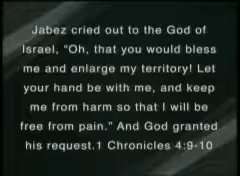 Jabez cried out to the God of
Israel, "Oh, that you would bless
me and enlarge my territory! Let
your hand be with me, and keep
me from harm so that I will be
free from pain." And God granted
his request.1 Chronicles 4:9-10